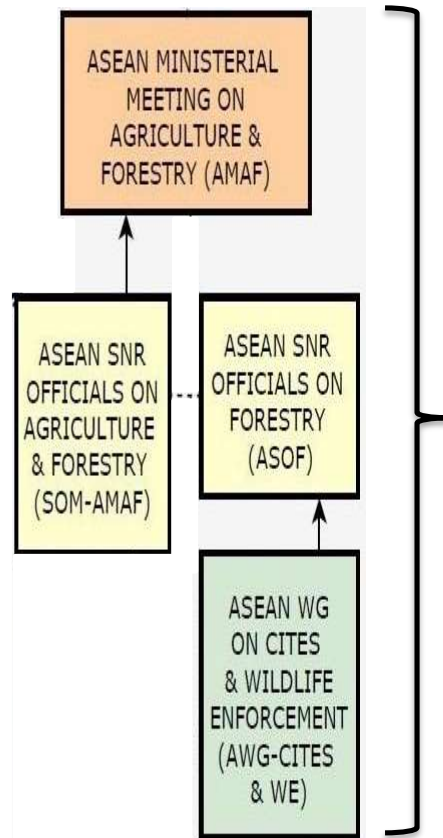 ASEAN MINISTERIAL
MEETING ON
AGRICULTURE &
FORESTRY (AMAF)
ASEAN SNR
OFFICIALS ON
AGRICULTURE
& FORESTRY
(SOM-AMAF)
ASEAN SNR
OFFICIALS ON
FORESTRY
(ASOF)
ASEAN WG
ON CITES
& WILDLIFE
ENFORCEMENT
(AWG-CITES
& WE)